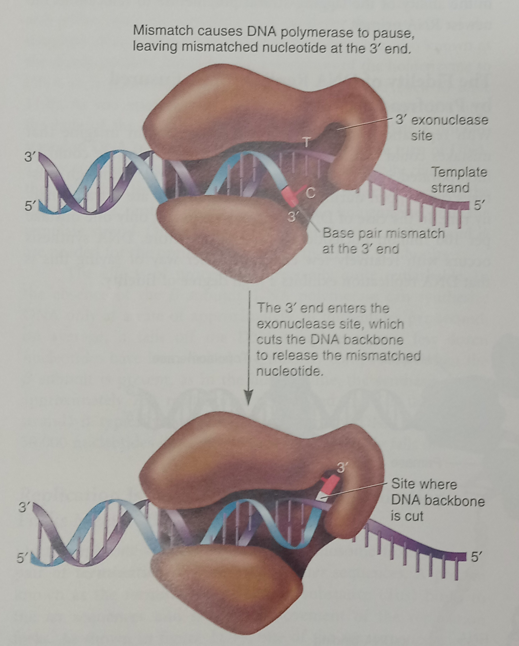 Mismatch causes DNA polymerase to pause,
leaving mismatched nucleotide at the 3′ end.
3′ exonuclease
site
T
3′
Template
strand
5′
5′
C
3′
Base pair mismatch
at the 3′ end
The 3′ end enters the
exonuclease site, which
cuts the DNA backbone
to release the mismatched
nucleotide.
3′
Site where
DNA backbone
is cut
3′
5′
5′